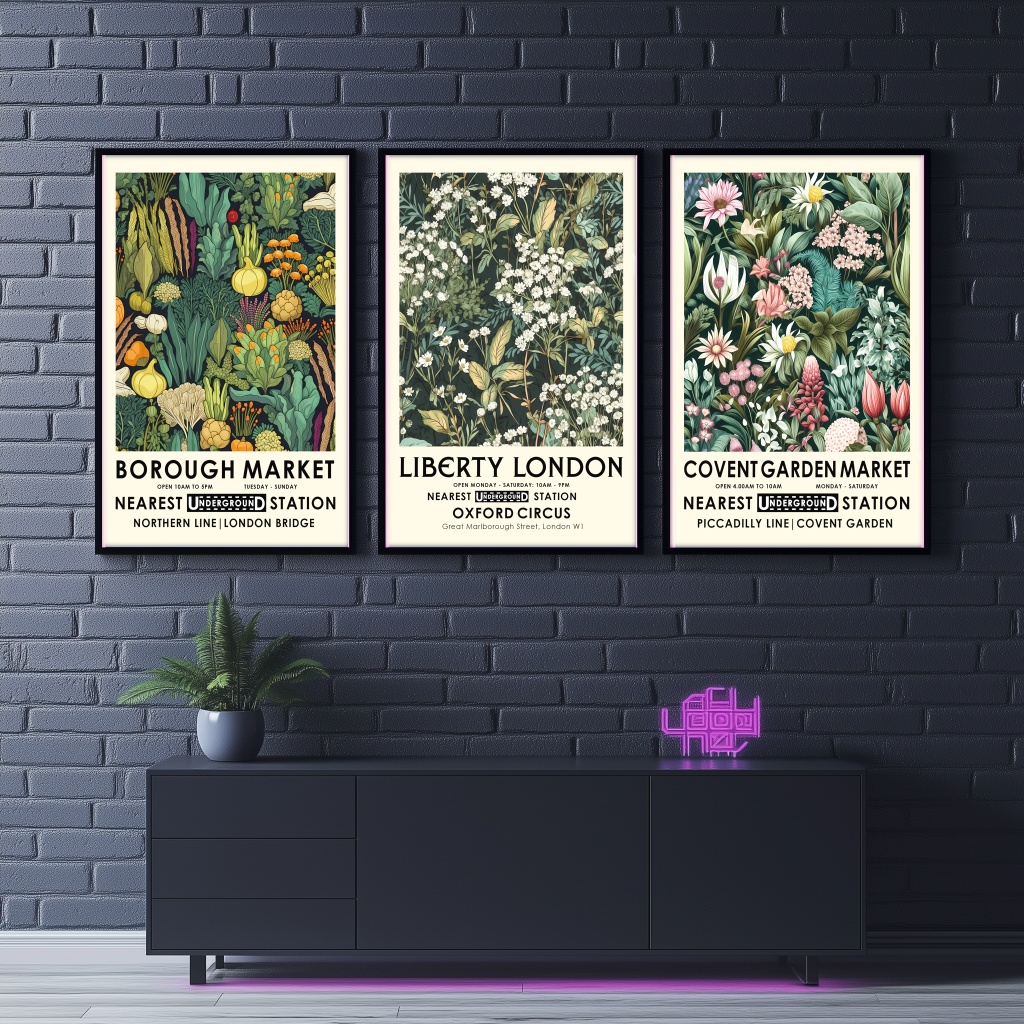 BOROUGH MARKET
OPEN 10AM TO 5PM TUESDAY - SUNDAY
NEAREST UNDERGROUND STATION
NORTHERN LINE|LONDON BRIDGE
LIBERTY LONDON
OPEN MONDAY - SATURDAY: 10AM - 9PM
NEAREST UNDERGROUND STATION
OXFORD CIRCUS
Great Marlborough Street, London W1
COVENT GARDEN MARKET
OPEN 4.00AM TO 10AM MONDAY - SATURDAY
NEAREST UNDERGROUND STATION
PICCADILLY LINE|COVENT GARDEN